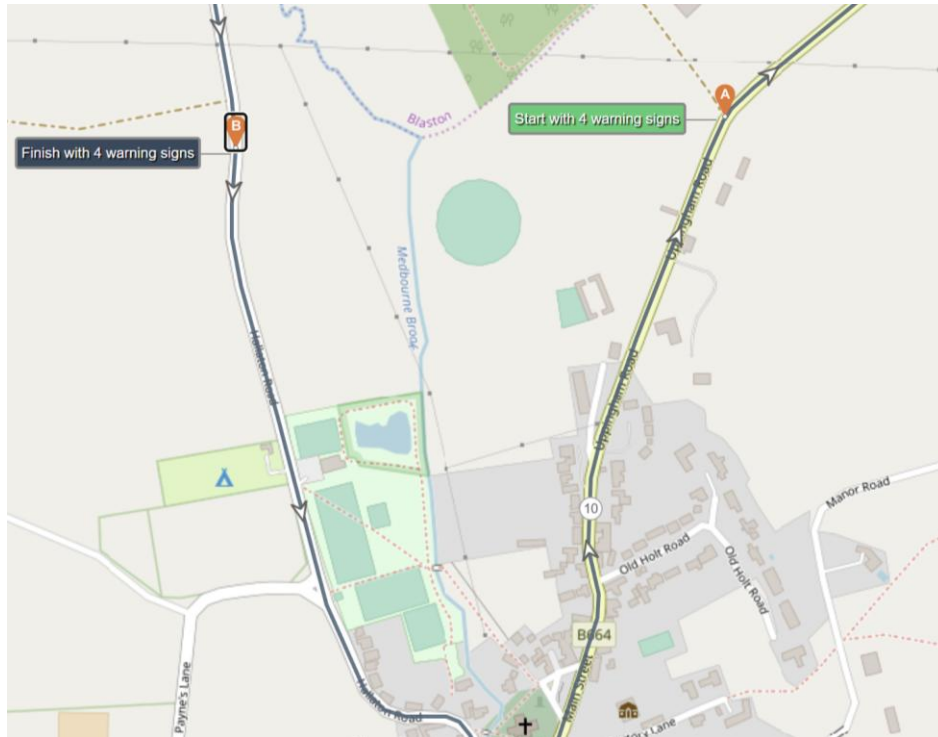 A
Start with 4 warning signs
B
Finish with 4 warning signs
Blaston
Uppingham Road
Medbourne Brook
Hallaton Road
Uppingham Road
Manor Road
10
Old Holt Road
Old Holt Road
B664
Payne's Lane
Hallaton Road
Main Street
Lane